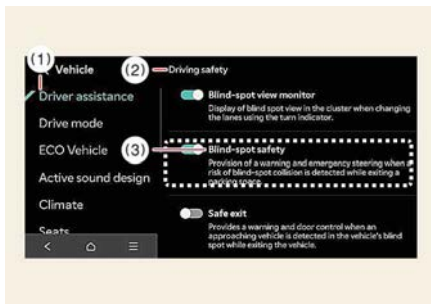 (1)
Vehicle
(2)
Driving safety
Driver assistance
Blind-spot view monitor
Display of blind spot view in the cluster when changing
the lanes using the turn indicator.
Drive mode
ECO Vehicle
(3)
Blind-spot safety
Provision of a warning and emergency steering when a
risk of blind-spot collision is detected while exiting a
parking space.
Active sound design
Climate
Safe exit
Provides a warning and door control when an
approaching vehicle is detected in the vehicle's blind
spot while exiting the vehicle.
Seats